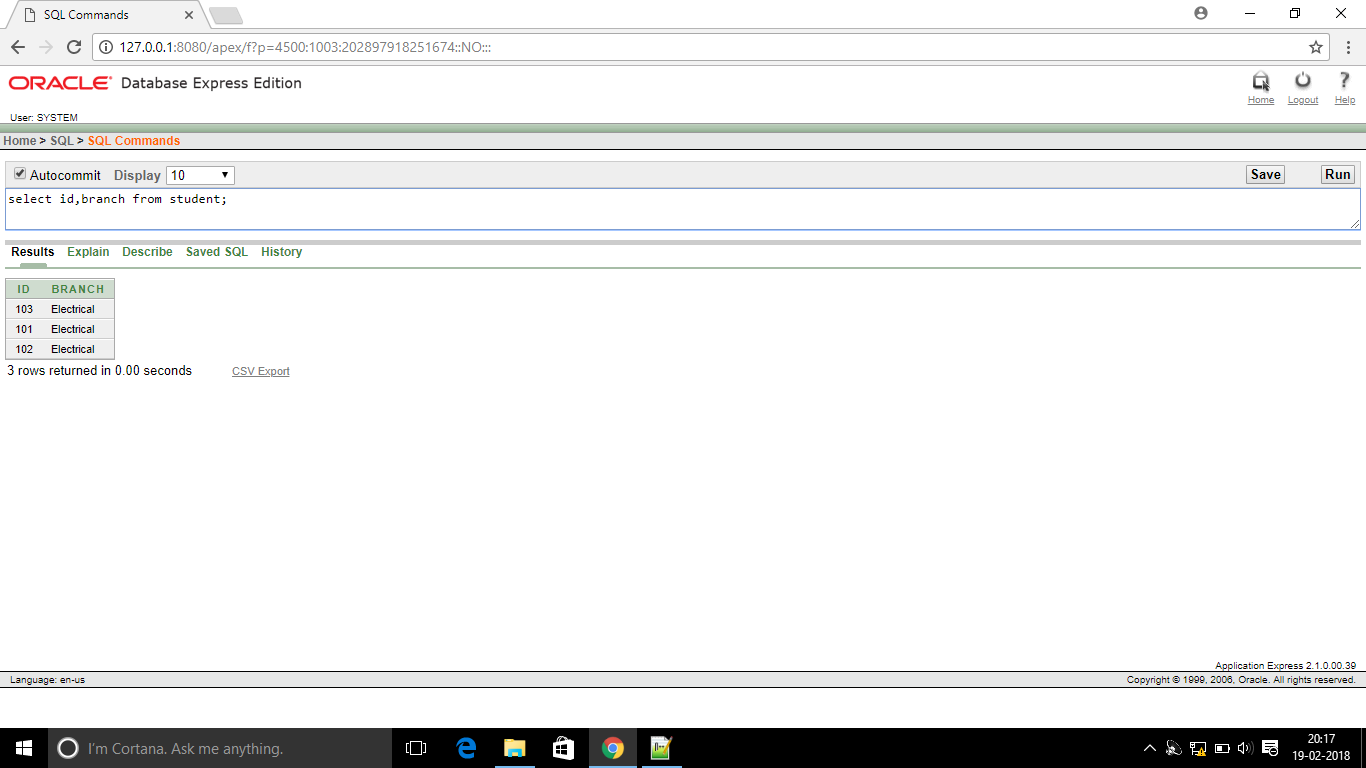 SQL Commands
127.0.0.1:8080/apex/f?p=4500:1003:202897918251674::NO:::
ORACLE Database Express Edition
Home Logout Help
User: SYSTEM
Home > SQL > SQL Commands
Autocommit Display 10 Save Run
select id,branch from student;
Results Explain Describe Saved SQL History
ID BRANCH
103 Electrical
101 Electrical
102 Electrical
3 rows returned in 0.00 seconds CSV Export
Application Express 2.1.0.00.39
Language: en-us Copyright © 1999, 2006, Oracle. All rights reserved.
I'm Cortana. Ask me anything.
20:17
19-02-2018